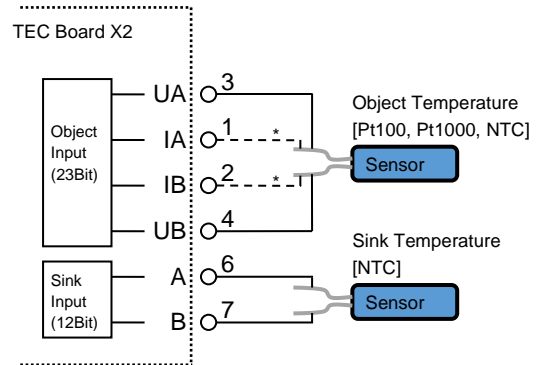 TEC Board X2
Object
Input
(23Bit)
UA 3
IA 1 *
IB 2 *
UB 4
Object Temperature
[Pt100, Pt1000, NTC]
Sensor
Sink
Input
(12Bit)
A 6
B 7
Sink Temperature
[NTC]
Sensor